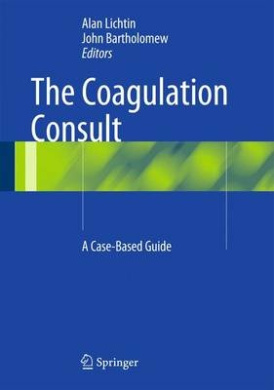 Alan Lichtin
John Bartholomew
Editors
The Coagulation
Consult
A Case-Based Guide
Springer